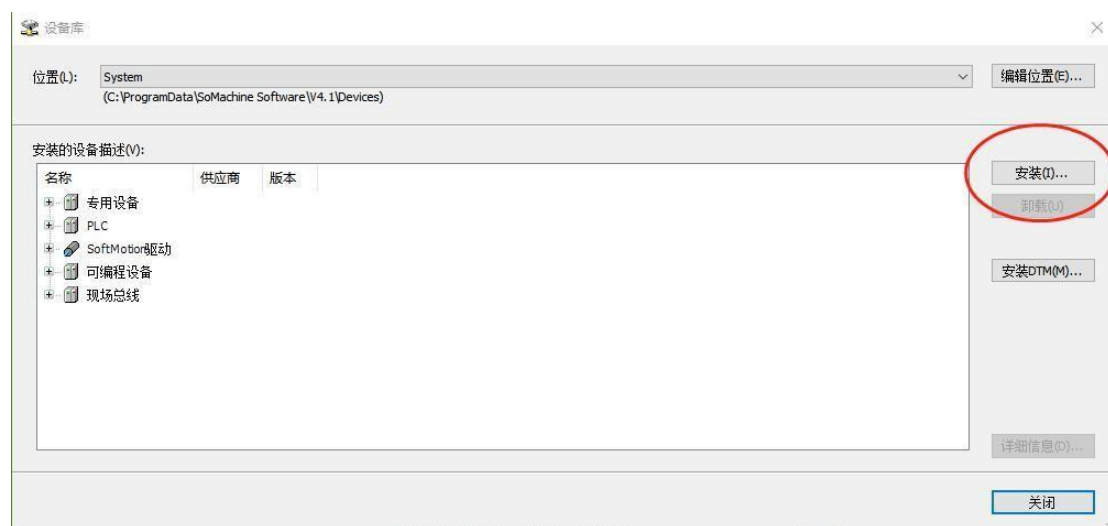 设备库
位置(L): System 编辑位置(E)...
(C:\ProgramData\SoMachine Software\V4.1\Devices)
安装的设备描述(V):
名称 供应商 版本
安装(I)...
专用设备
卸载(U)
PLC
SoftMotion驱动
可编程设备
安装DTM(M)...
现场总线
详细信息(D)...
关闭